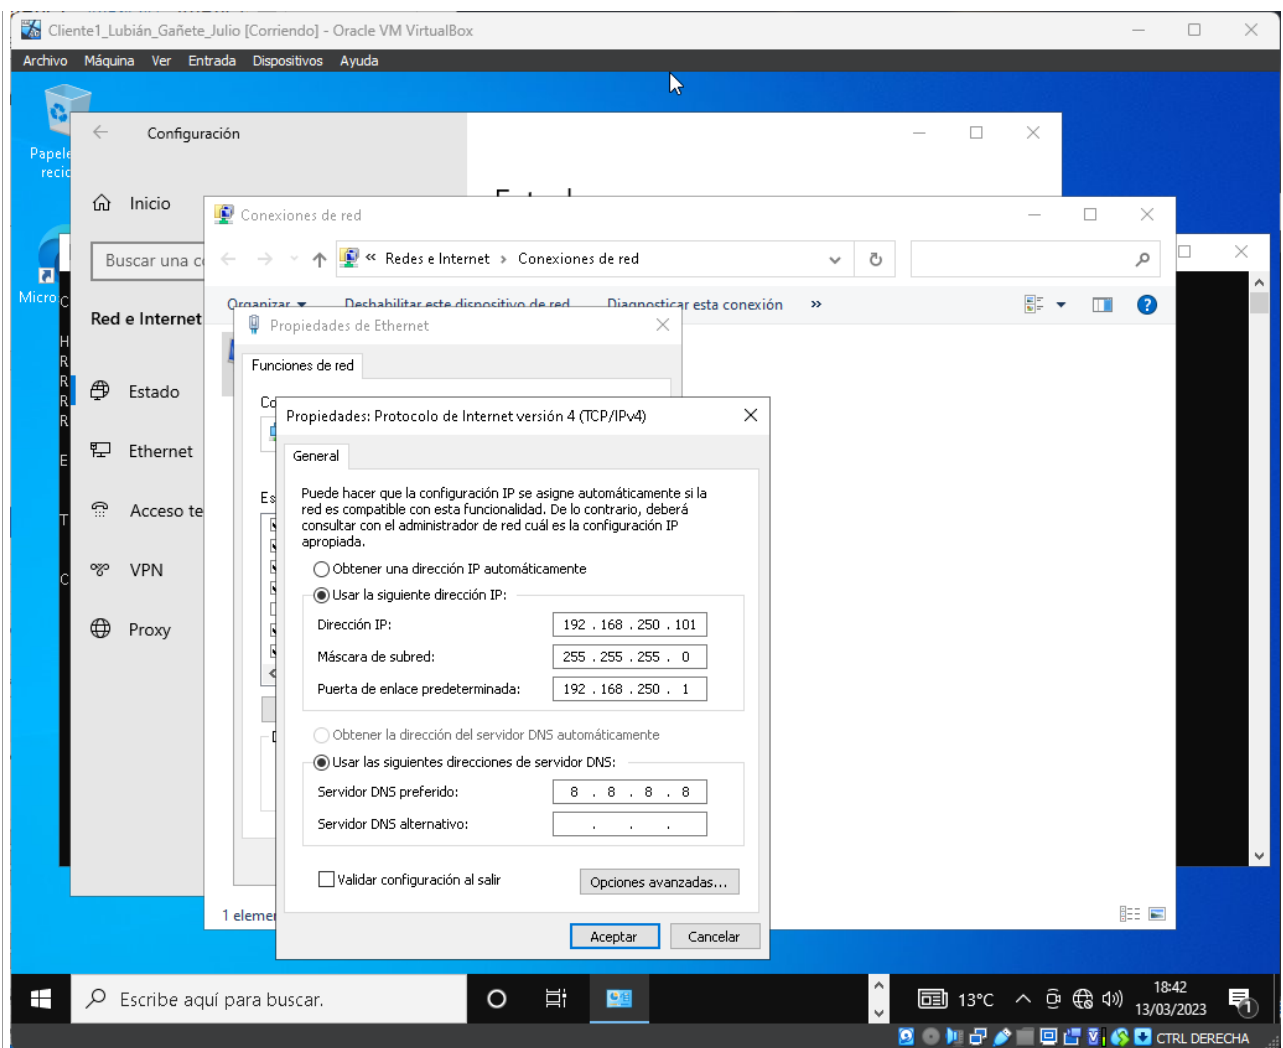 Cliente1_Lubián_Gañete_Julio [Corriendo] - Oracle VM VirtualBox
Archivo Máquina Ver Entrada Dispositivos Ayuda
Configuración
Inicio
Conexiones de red
Buscar una
« Redes e Internet › Conexiones de red
Organizar Deshabilitar este dispositivo de red Diagnosticar esta conexión »
Red e Internet
Propiedades de Ethernet
Funciones de red
Estado
Propiedades: Protocolo de Internet versión 4 (TCP/IPv4)
Ethernet
General
Puede hacer que la configuración IP se asigne automáticamente si la
red es compatible con esta funcionalidad. De lo contrario, deberá
consultar con el administrador de red cuál es la configuración IP
apropiada.
Acceso te
VPN
Obtener una dirección IP automáticamente
Usar la siguiente dirección IP:
Proxy
Dirección IP: 192 . 168 . 250 . 101
Máscara de subred: 255 . 255 . 255 . 0
Puerta de enlace predeterminada: 192 . 168 . 250 . 1
Obtener la dirección del servidor DNS automáticamente
Usar las siguientes direcciones de servidor DNS:
Servidor DNS preferido: 8 . 8 . 8 . 8
Servidor DNS alternativo: . . .
Validar configuración al salir
Opciones avanzadas...
1 eleme
Aceptar Cancelar
Escribe aquí para buscar.
13°C
18:42
13/03/2023
CTRL DERECHA